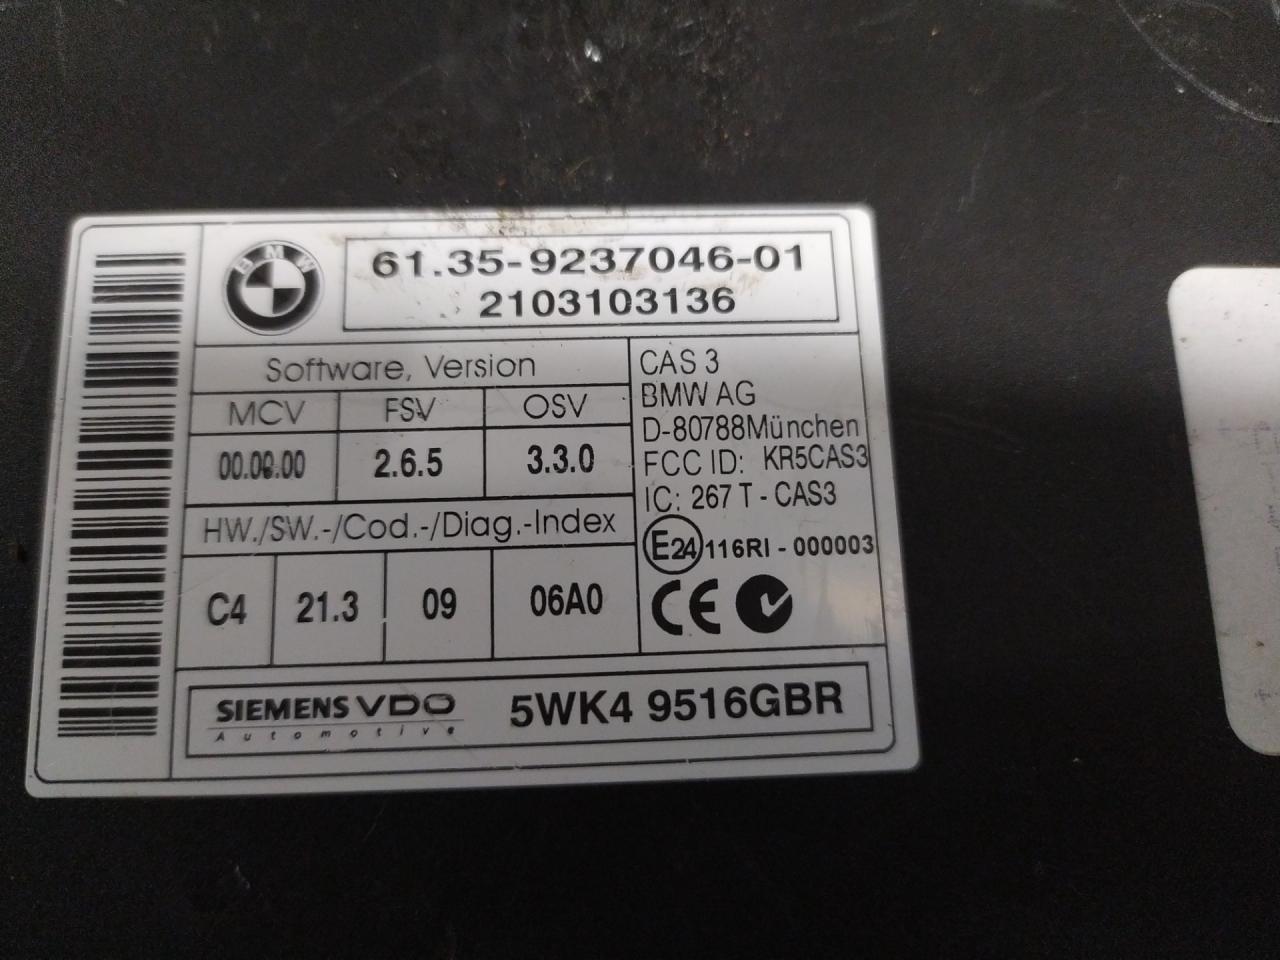 BMW
61.35-9237046-01
2103103136
Software, Version
MCV FSV OSV
00.00.00 2.6.5 3.3.0
HW./SW.-/Cod.-/Diag.-Index
C4 21.3 09 06A0
CAS 3
BMW AG
D-80788München
FCC ID: KR5CAS3
IC: 267 T - CAS3
E24 116RI - 000003
CE
SIEMENS VDO
Automotive
5WK4 9516GBR